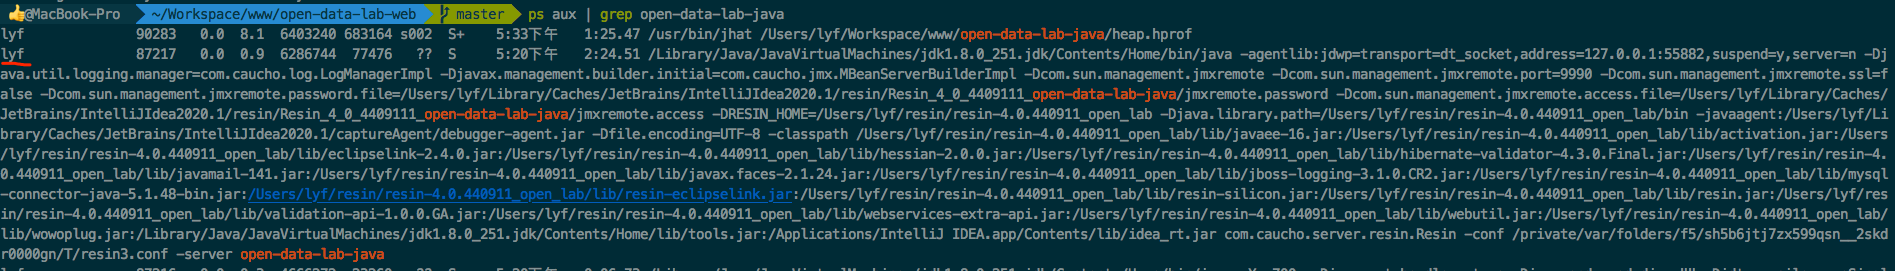 👍@MacBook-Pro ~/Workspace/www/open-data-lab-web master ps aux | grep open-data-lab-java
lyf 90283 0.0 8.1 6403240 683164 s002 S+ 5:33下午 1:25.47 /usr/bin/jhat /Users/lyf/Workspace/www/open-data-lab-java/heap.hprof
lyf 87217 0.0 0.9 6286744 77476 ?? S 5:20下午 2:24.51 /Library/Java/JavaVirtualMachines/jdk1.8.0_251.jdk/Contents/Home/bin/java -agentlib:jdwp=transport=dt_socket,address=127.0.0.1:55882,suspend=y,server=n -Dj
ava.util.logging.manager=com.caucho.log.LogManagerImpl -Djavax.management.builder.initial=com.caucho.jmx.MBeanServerBuilderImpl -Dcom.sun.management.jmxremote -Dcom.sun.management.jmxremote.port=9990 -Dcom.sun.management.jmxremote.ssl=f
alse -Dcom.sun.management.jmxremote.password.file=/Users/lyf/Library/Caches/JetBrains/IntelliJIdea2020.1/resin/Resin_4_0_4409111_open-data-lab-java/jmxremote.password -Dcom.sun.management.jmxremote.access.file=/Users/lyf/Library/Caches/
JetBrains/IntelliJIdea2020.1/resin/Resin_4_0_4409111_open-data-lab-java/jmxremote.access -DRESIN_HOME=/Users/lyf/resin/resin-4.0.440911_open_lab -Djava.library.path=/Users/lyf/resin/resin-4.0.440911_open_lab/bin -javaagent:/Users/lyf/Li
brary/Caches/JetBrains/IntelliJIdea2020.1/captureAgent/debugger-agent.jar -Dfile.encoding=UTF-8 -classpath /Users/lyf/resin/resin-4.0.440911_open_lab/lib/javaee-16.jar:/Users/lyf/resin/resin-4.0.440911_open_lab/lib/activation.jar:/Users
/lyf/resin/resin-4.0.440911_open_lab/lib/eclipselink-2.4.0.jar:/Users/lyf/resin/resin-4.0.440911_open_lab/lib/hessian-2.0.0.jar:/Users/lyf/resin/resin-4.0.440911_open_lab/lib/hibernate-validator-4.3.0.Final.jar:/Users/lyf/resin/resin-4.
0.440911_open_lab/lib/javamail-141.jar:/Users/lyf/resin/resin-4.0.440911_open_lab/lib/javax.faces-2.1.24.jar:/Users/lyf/resin/resin-4.0.440911_open_lab/lib/jboss-logging-3.1.0.CR2.jar:/Users/lyf/resin/resin-4.0.440911_open_lab/lib/mysql
-connector-java-5.1.48-bin.jar:/Users/lyf/resin/resin-4.0.440911_open_lab/lib/resin-eclipselink.jar:/Users/lyf/resin/resin-4.0.440911_open_lab/lib/resin-silicon.jar:/Users/lyf/resin/resin-4.0.440911_open_lab/lib/resin.jar:/Users/lyf/res
in/resin-4.0.440911_open_lab/lib/validation-api-1.0.0.GA.jar:/Users/lyf/resin/resin-4.0.440911_open_lab/lib/webservices-extra-api.jar:/Users/lyf/resin/resin-4.0.440911_open_lab/lib/webutil.jar:/Users/lyf/resin/resin-4.0.440911_open_lab/
lib/wowoplug.jar:/Library/Java/JavaVirtualMachines/jdk1.8.0_251.jdk/Contents/Home/lib/tools.jar:/Applications/IntelliJ IDEA.app/Contents/lib/idea_rt.jar com.caucho.server.resin.Resin -conf /private/var/folders/f5/sh5b6jtj7zx599qsn__2skd
r0000gn/T/resin3.conf -server open-data-lab-java